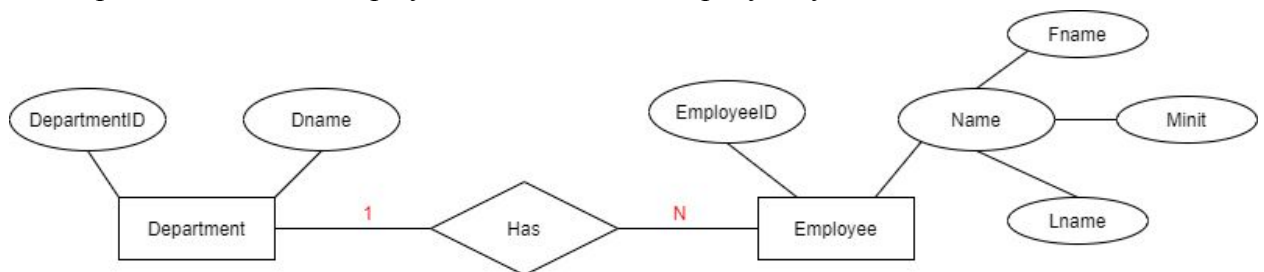 Fname
DepartmentID
Dname
EmployeeID
Name
Minit
Department
1
Has
N
Employee
Lname